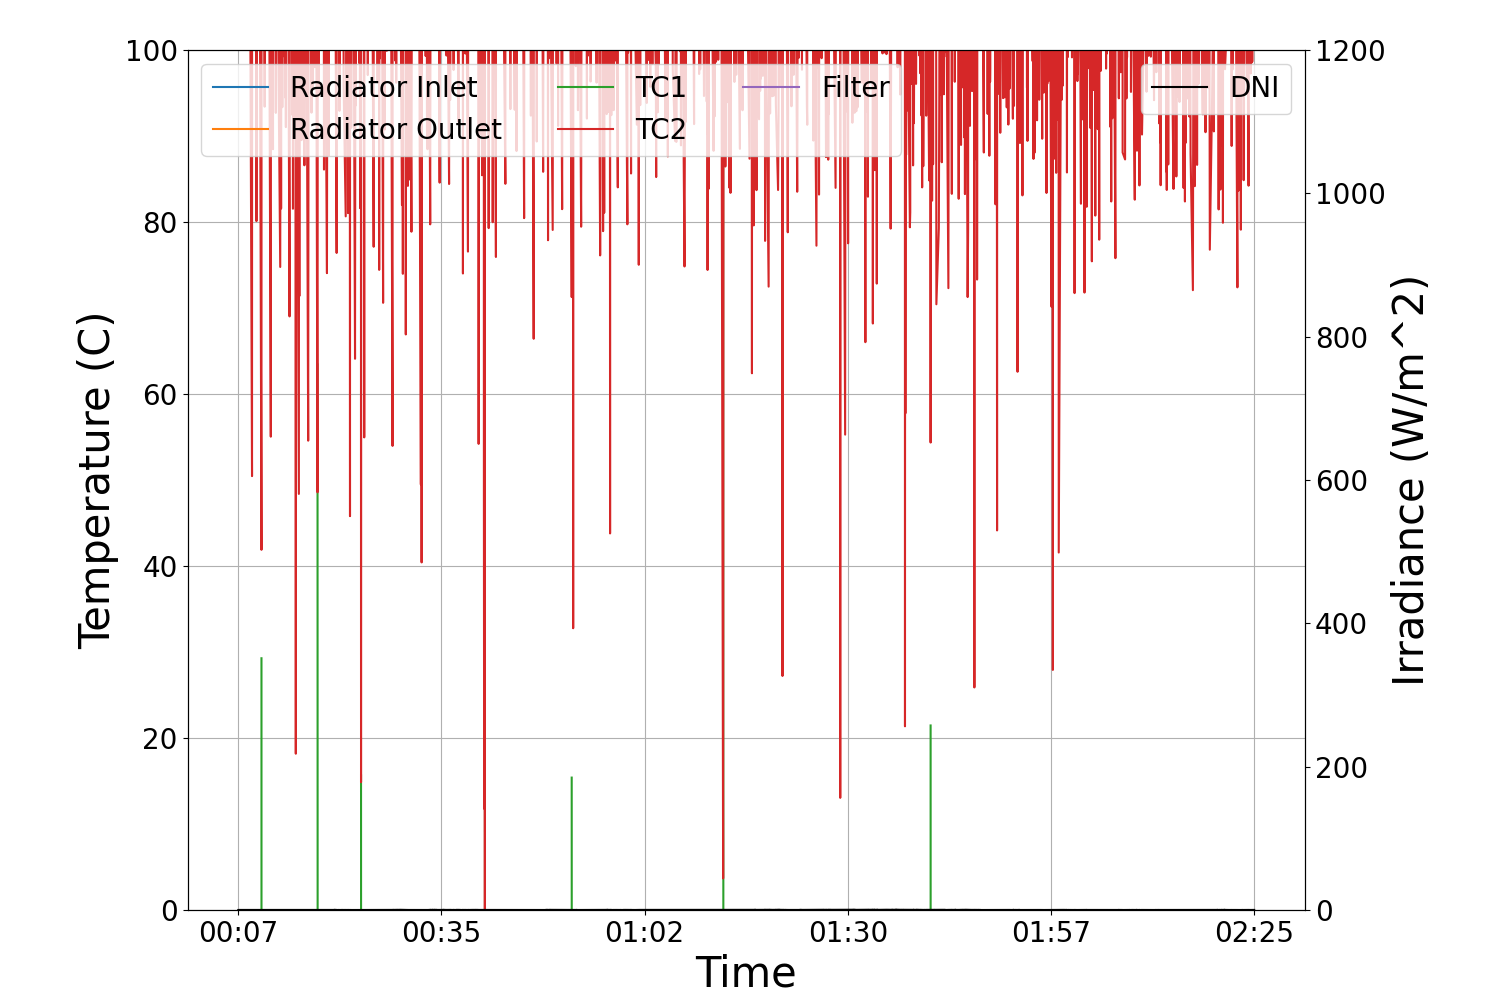 100
80
60
40
20
0
Temperature (C)
Radiator Inlet
Radiator Outlet
TC1
TC2
Filter
DNI
1200
1000
800
600
400
200
0
Irradiance (W/m^2)
00:07 00:35 01:02 01:30 01:57 02:25
Time